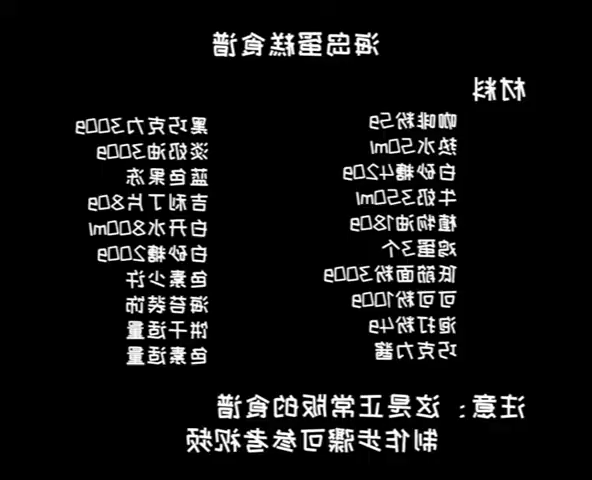 海岛蛋糕食谱
材料
咖啡粉5g
热水50ml
白砂糖420g
牛奶350ml
植物油180g
鸡蛋3个
低筋面粉300g
可可粉100g
泡打粉4g
巧克力酱
黑巧克力300g
淡奶油300g
蓝色果冻
吉利丁片80g
白开水800ml
白砂糖200g
色素少许
海苔装饰
饼干适量
色素适量
注意：这是正常版的食谱
制作步骤可参考视频